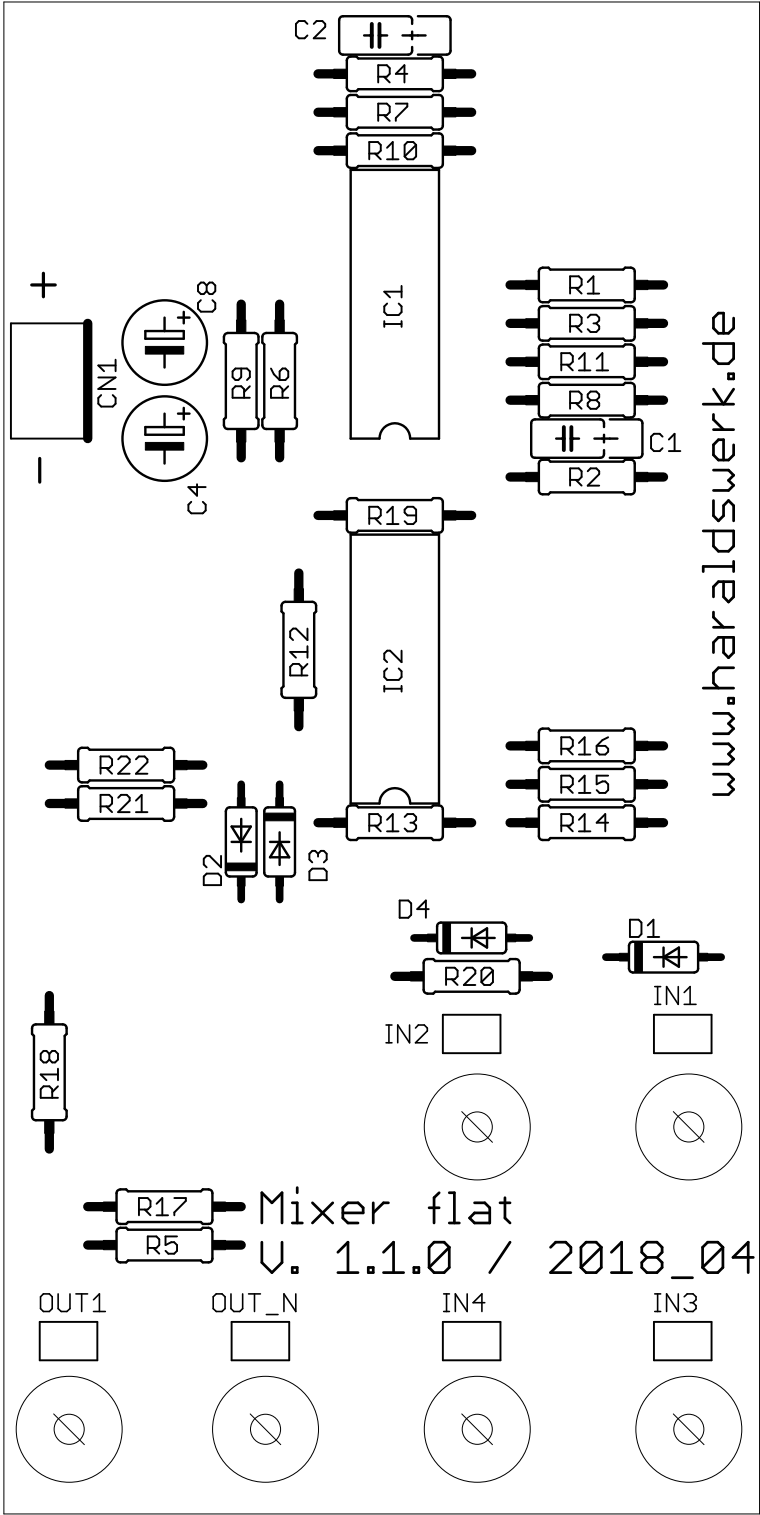 C2
R4
R7
R10
IC1
+
CN1
-
C8
+
+
C4
R9
R6
R1
R3
R11
R8
C1
R2
www.haraldswerk.de
R19
R12
IC2
R22
R21
R16
R15
R14
R13
D2
D3
D4
D1
R20
IN1
IN2
R18
R17
Mixer flat
R5
V. 1.1.0 / 2018_04
OUT1
OUT_N
IN4
IN3